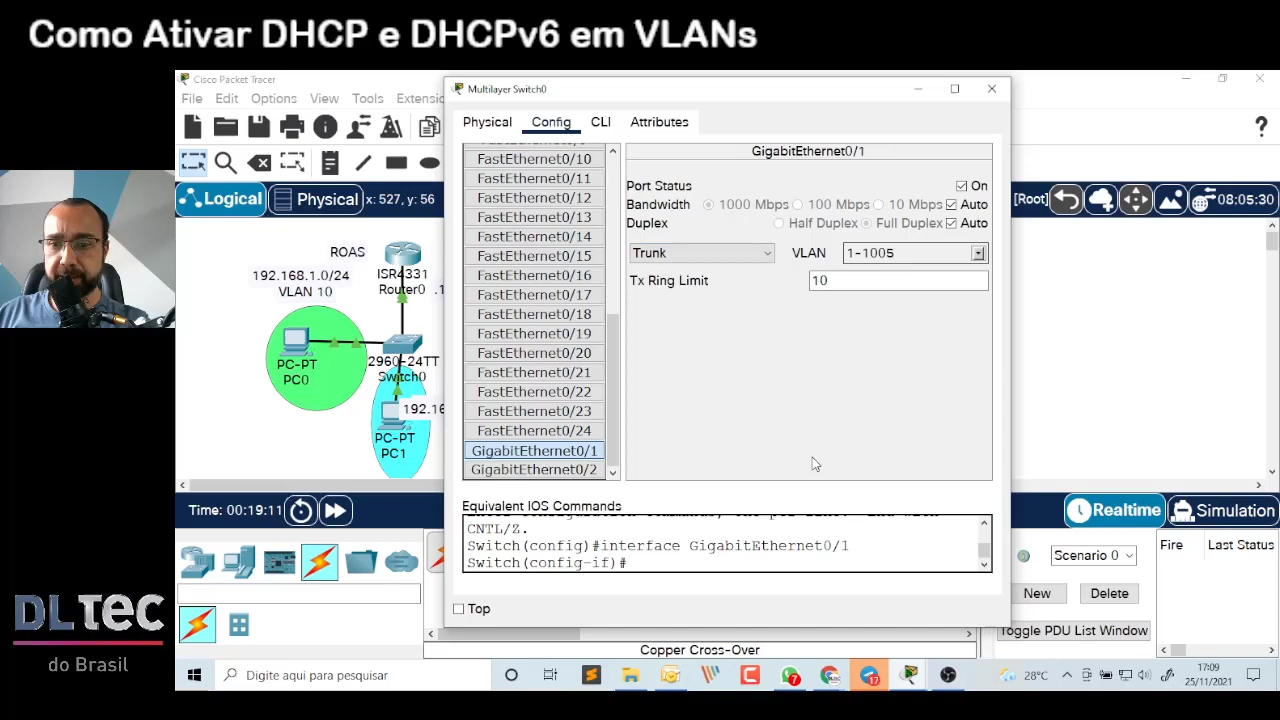 Como Ativar DHCP e DHCPv6 em VLANs
Cisco Packet Tracer
File Edit Options View Tools
Logical
Physical
x: 527, y: 56
[Root]
08:05:30
ROAS
192.168.1.0/24
VLAN 10
ISR4331
Router0
.1
2960-24TT
Switch0
PC-PT
PC0
PC-PT
PC1
Multilayer Switch0
Physical Config CLI Attributes
FastEthernet0/10
FastEthernet0/11
FastEthernet0/12
FastEthernet0/13
FastEthernet0/14
FastEthernet0/15
FastEthernet0/16
FastEthernet0/17
FastEthernet0/18
FastEthernet0/19
FastEthernet0/20
FastEthernet0/21
FastEthernet0/22
FastEthernet0/23
FastEthernet0/24
GigabitEthernet0/1
GigabitEthernet0/2
GigabitEthernet0/1
Port Status On
Bandwidth 1000 Mbps 100 Mbps 10 Mbps Auto
Duplex Half Duplex Full Duplex Auto
Trunk VLAN 1-1005
Tx Ring Limit 10
Equivalent IOS Commands
CNTL/Z.
Switch(config)#interface GigabitEthernet0/1
Switch(config-if)#
Top
Time: 00:19:11
Realtime
Simulation
Scenario 0
Fire Last Status
New Delete
Toggle PDU List Window
Copper Cross-Over
DLTEC
do Brasil
Digite aqui para pesquisar
7
17
28°C
17:09
25/11/2021